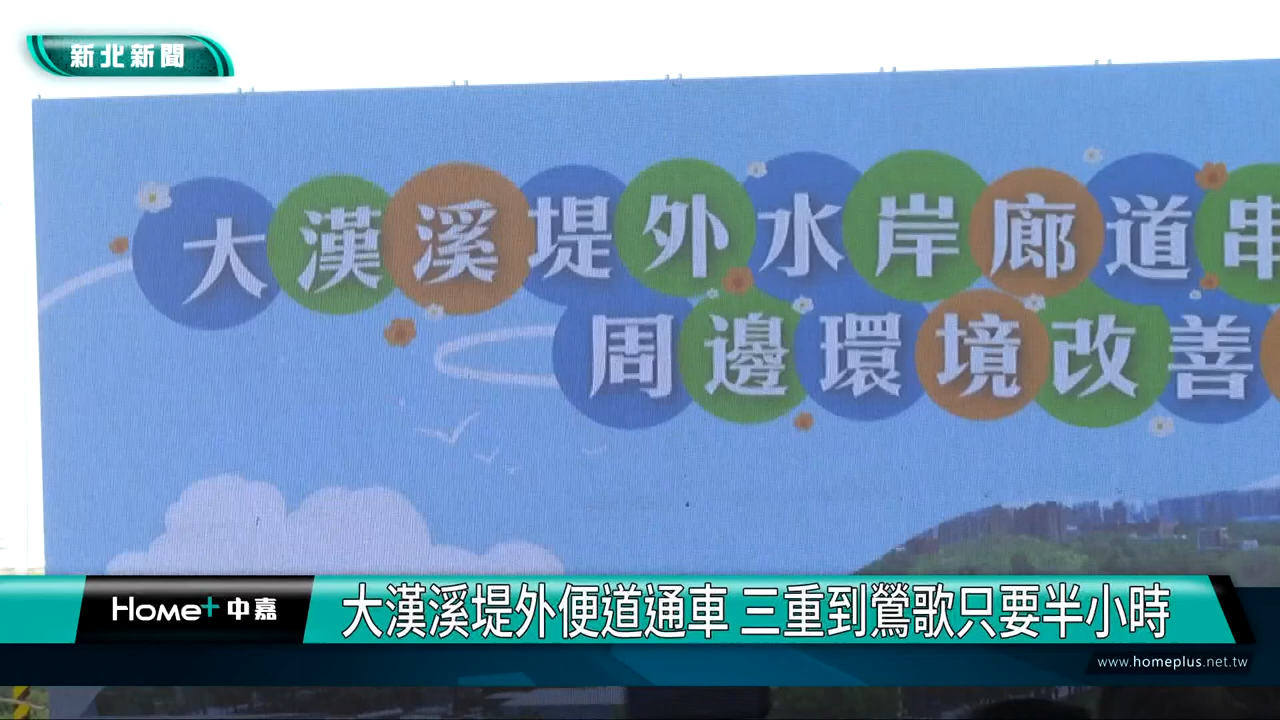 新北新聞
大漢溪堤外水岸廊道串
周邊環境改善
Home+ 中嘉
大漢溪堤外便道通車 三重到鶯歌只要半小時
www.homeplus.net.tw